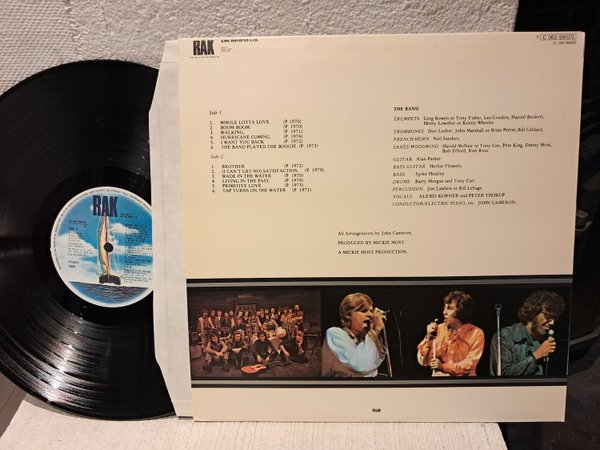 RAK
EMI Records Ltd.
C 062-99020
Side 1.
1. WHOLE LOTTA LOVE (P 1970)
2. BOOM BOOM (P 1970)
3. WALKING (P 1971)
4. HURRICANE COMING (P 1974)
5. I WANT YOU BACK (P 1972)
6. THE BAND PLAYED THE BOOGIE (P 1973)
Side 2.
1. BROTHER (P 1972)
2. (I CAN'T GET NO) SATISFACTION (P 1970)
3. WADE IN THE WATER (P 1970)
4. LIVING IN THE PAST (P 1970)
5. PRIMITIVE LOVE (P 1973)
6. TAP TURNS IN THE WATER (P 1971)
THE BAND
TRUMPETS. Greg Bowen or Tony Fisher, Les Condon, Harold Beckett,
Henry Lowther or Kenny Wheeler.
TROMBONES. Don Lusher, John Marshall or Brian Perrin, Bill Geldard.
FRENCH HORN. Neil Sanders.
SAXES/WOODWIND. Harold McNair or Tony Coe, Pete King, Danny Moss,
Bob Efford, Ron Ross.
GUITAR. Alan Parker.
BASS GUITAR. Herbie Flowers.
BASS. Spike Heatley.
DRUMS. Barry Morgan and Tony Carr.
PERCUSSION. Jim Lawless or Bill LeSage.
VOCALS. ALEXIS KORNER and PETER THORUP.
CONDUCTOR/ELECTRIC PIANO, etc. JOHN CAMERON.
All Arrangements by John Cameron.
PRODUCED BY MICKIE MOST
A MICKIE MOST PRODUCTION.
RAK